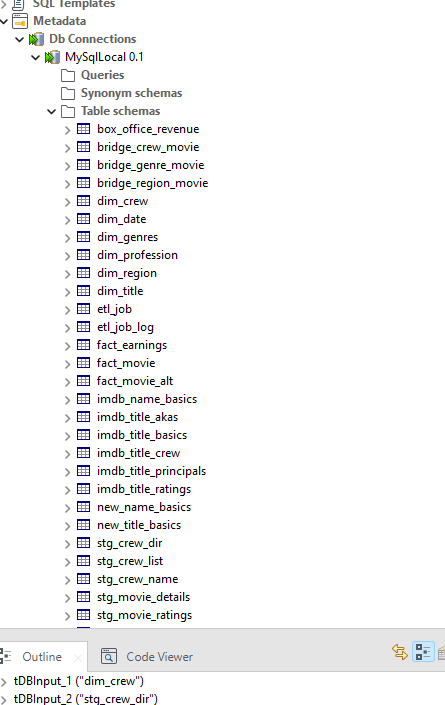 SQL Templates
Metadata
Db Connections
MySqlLocal 0.1
Queries
Synonym schemas
Table schemas
box_office_revenue
bridge_crew_movie
bridge_genre_movie
bridge_region_movie
dim_crew
dim_date
dim_genres
dim_profession
dim_region
dim_title
etl_job
etl_job_log
fact_earnings
fact_movie
fact_movie_alt
imdb_name_basics
imdb_title_akas
imdb_title_basics
imdb_title_crew
imdb_title_principals
imdb_title_ratings
new_name_basics
new_title_basics
stg_crew_dir
stg_crew_list
stg_crew_name
stg_movie_details
stg_movie_ratings
Outline Code Viewer
tDBInput_1 ("dim_crew")
tDBInput_2 ("stg_crew_dir")